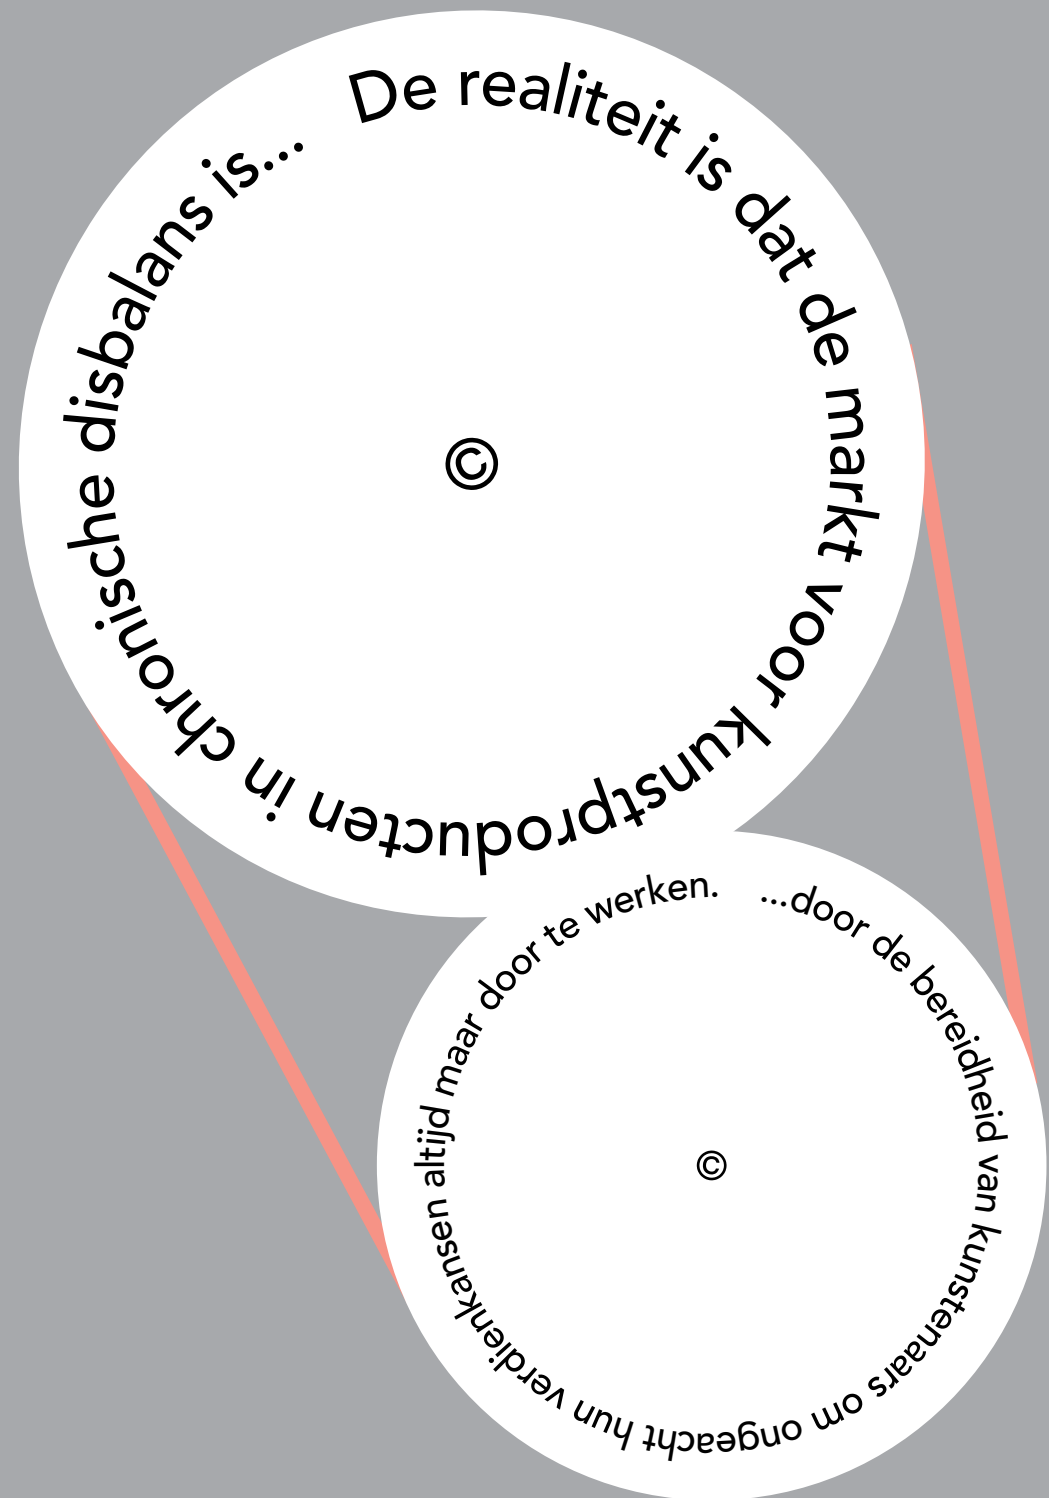 De realiteit is dat de markt voor kunstproducten in chronische disbalans is...
©
...door de bereidheid van kunstenaars om ongeacht hun verdienkansen altijd maar door te werken.
©